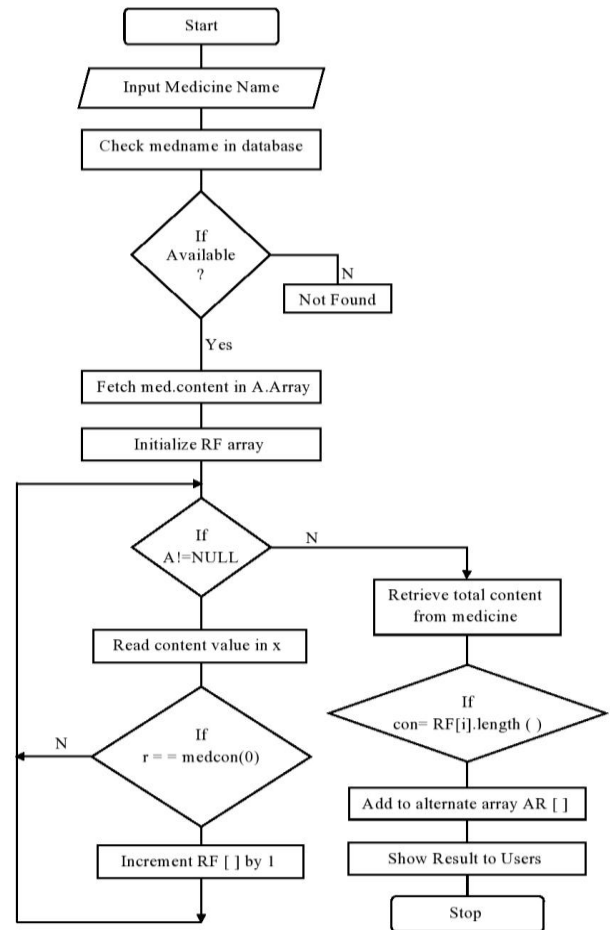 Start
Input Medicine Name
Check medname in database
If
Available
?
N
Not Found
Yes
Fetch med.content in A.Array
Initialize RF array
If
A!=NULL
N
Retrieve total content
from medicine
Read content value in x
If
con= RF[i].length ( )
If
r = = medcon(0)
N
Add to alternate array AR [ ]
Increment RF [ ] by 1
Show Result to Users
Stop